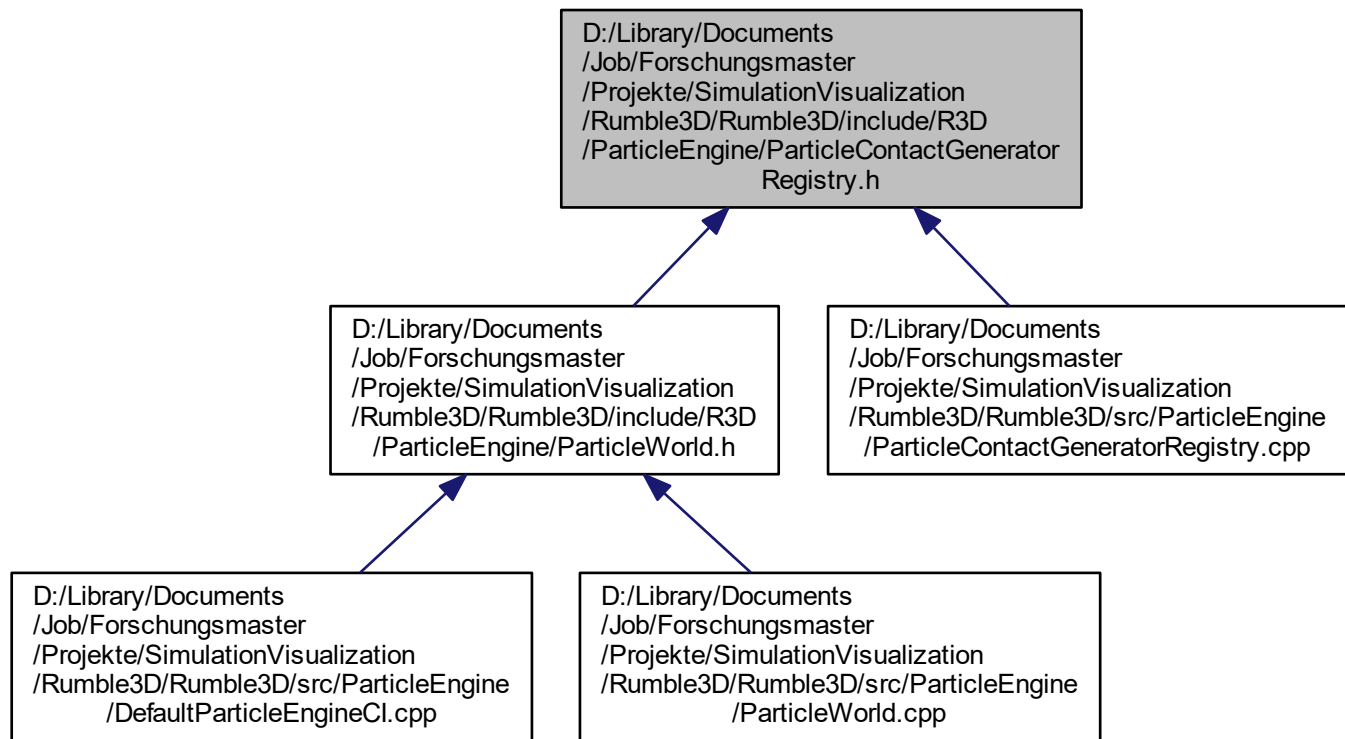 D:/Library/Documents
/Job/Forschungsmaster
/Projekte/SimulationVisualization
/Rumble3D/Rumble3D/include/R3D
/ParticleEngine/ParticleContactGenerator
Registry.h
D:/Library/Documents
/Job/Forschungsmaster
/Projekte/SimulationVisualization
/Rumble3D/Rumble3D/include/R3D
/ParticleEngine/ParticleWorld.h
D:/Library/Documents
/Job/Forschungsmaster
/Projekte/SimulationVisualization
/Rumble3D/Rumble3D/src/ParticleEngine
/ParticleContactGeneratorRegistry.cpp
D:/Library/Documents
/Job/Forschungsmaster
/Projekte/SimulationVisualization
/Rumble3D/Rumble3D/src/ParticleEngine
/DefaultParticleEngineCI.cpp
D:/Library/Documents
/Job/Forschungsmaster
/Projekte/SimulationVisualization
/Rumble3D/Rumble3D/src/ParticleEngine
/ParticleWorld.cpp